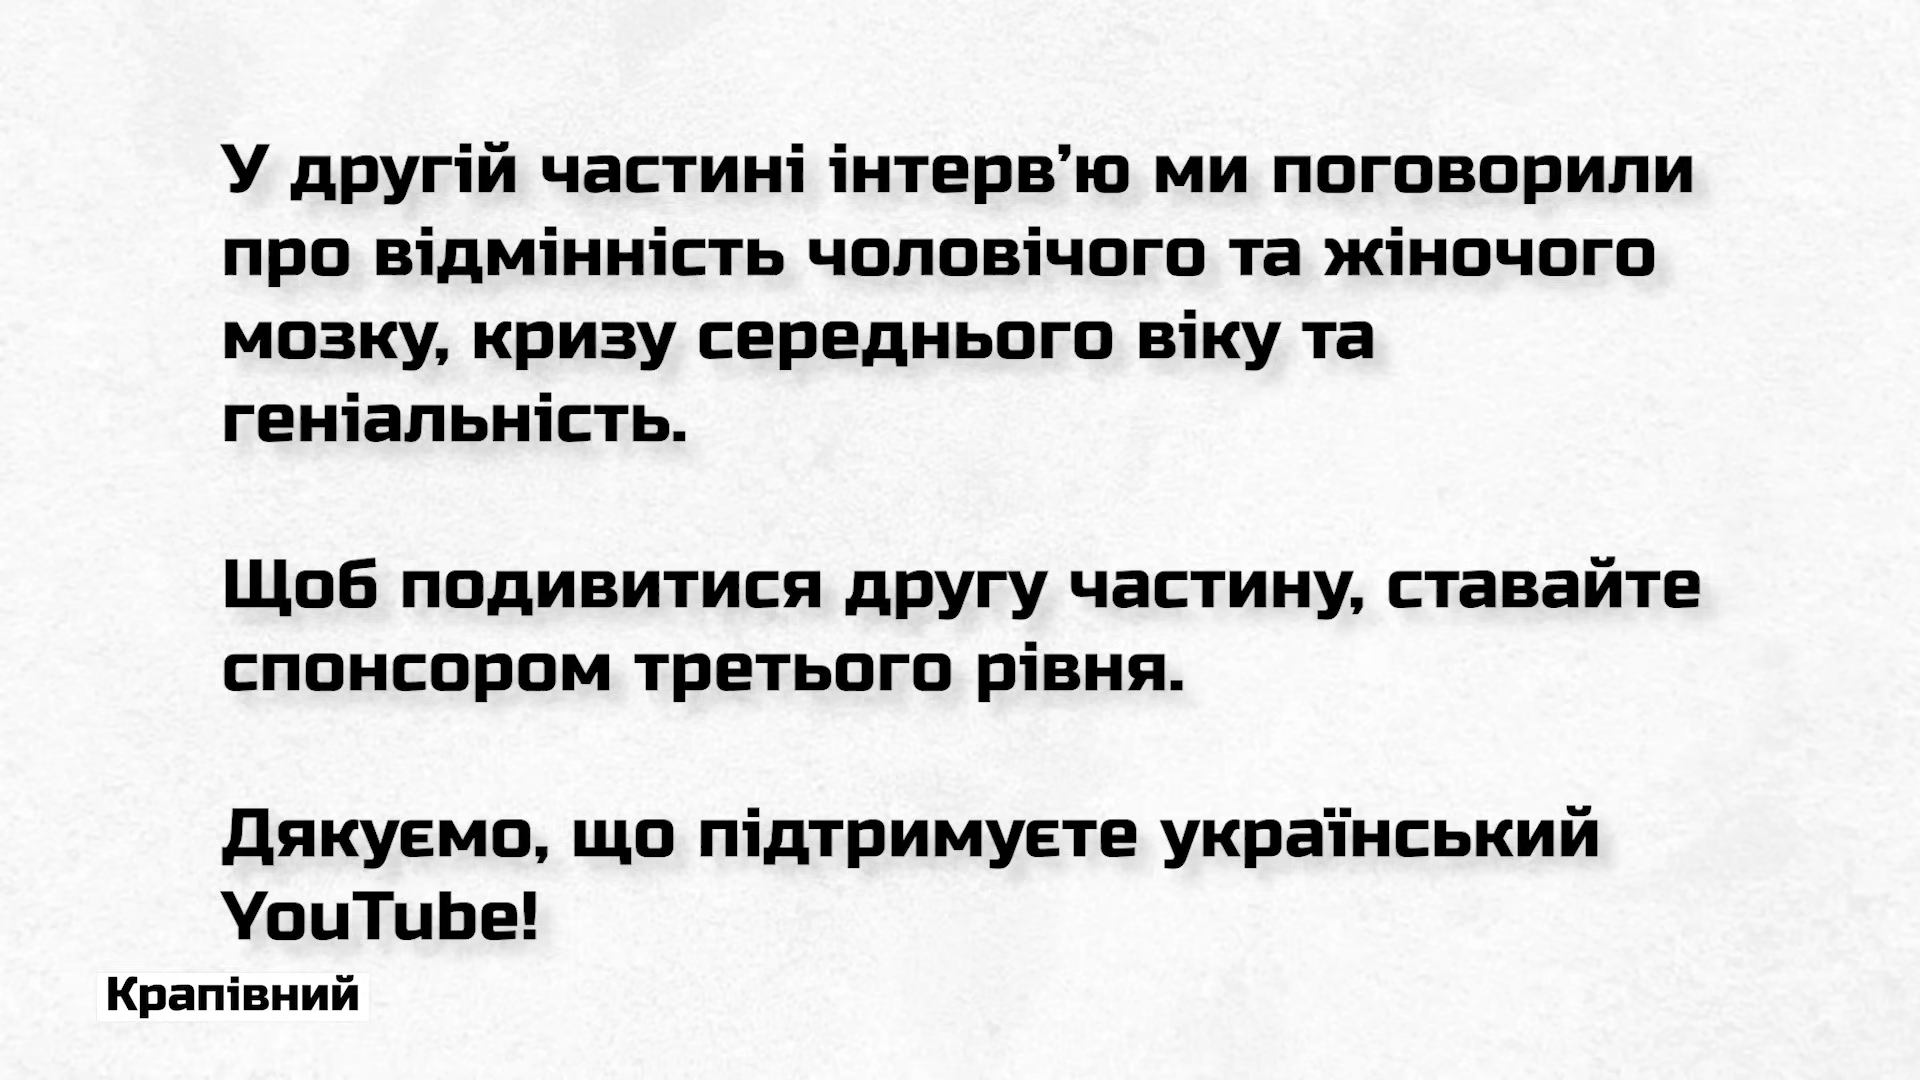 У другій частині інтерв’ю ми поговорили
про відмінність чоловічого та жіночого
мозку, кризу середнього віку та
геніальність.
Щоб подивитися другу частину, ставайте
спонсором третього рівня.
Дякуємо, що підтримуєте український
YouTube!
Крапівний